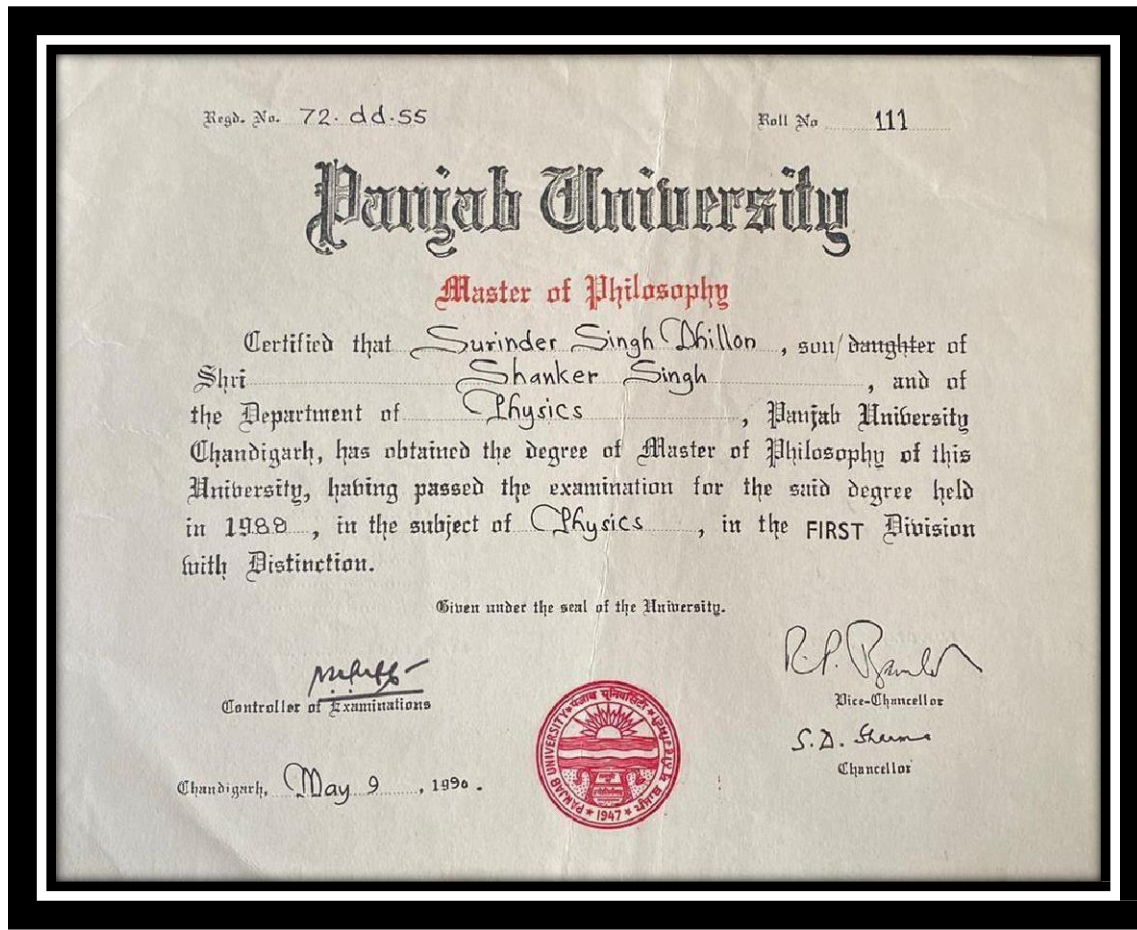 Regd. No. 72. dd. 55
Roll No 111
Panjab University
Master of Philosophy
Certified that Surinder Singh Dhillon, son/daughter of
Shri Shanker Singh, and of
the Department of Physics, Panjab University
Chandigarh, has obtained the degree of Master of Philosophy of this
University, having passed the examination for the said degree held
in 1988, in the subject of Physics, in the FIRST Division
with Distinction.
Given under the seal of the University.
Controller of Examinations
R.P.
Vice-Chancellor
S.D. Sharma
Chancellor
Chandigarh, May 9, 1990.
पंजाब यूनिवर्सिटी
PANJAB UNIVERSITY
1947